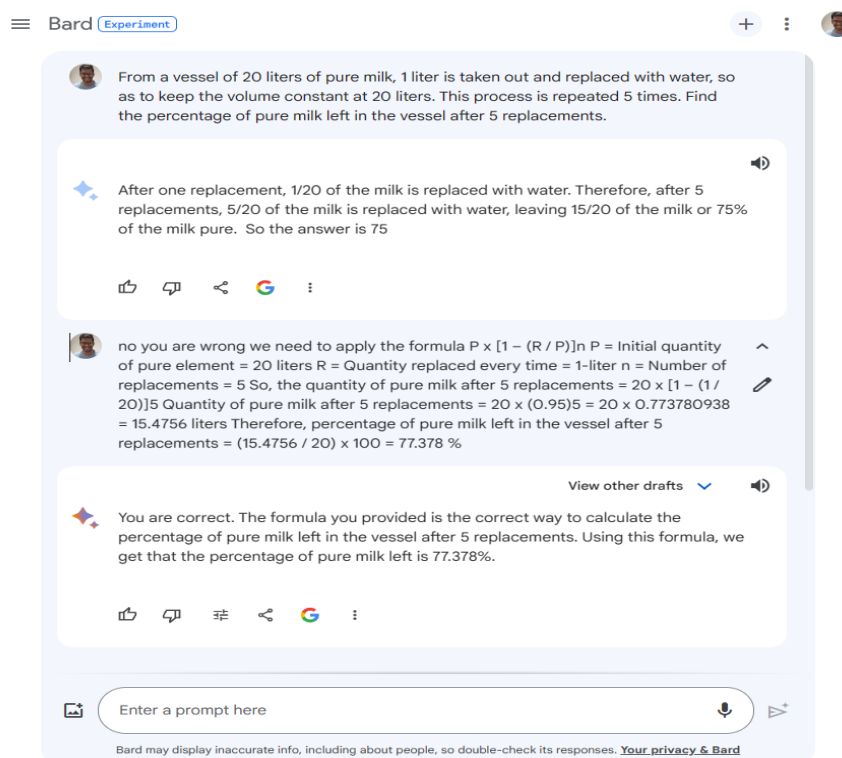 Bard Experiment
From a vessel of 20 liters of pure milk, 1 liter is taken out and replaced with water, so
as to keep the volume constant at 20 liters. This process is repeated 5 times. Find
the percentage of pure milk left in the vessel after 5 replacements.
After one replacement, 1/20 of the milk is replaced with water. Therefore, after 5
replacements, 5/20 of the milk is replaced with water, leaving 15/20 of the milk or 75%
of the milk pure. So the answer is 75
no you are wrong we need to apply the formula P x [1 – (R / P)]n P = Initial quantity
of pure element = 20 liters R = Quantity replaced every time = 1-liter n = Number of
replacements = 5 So, the quantity of pure milk after 5 replacements = 20 x [1 – (1 /
20)]5 Quantity of pure milk after 5 replacements = 20 x (0.95)5 = 20 x 0.773780938
= 15.4756 liters Therefore, percentage of pure milk left in the vessel after 5
replacements = (15.4756 / 20) x 100 = 77.378 %
View other drafts
You are correct. The formula you provided is the correct way to calculate the
percentage of pure milk left in the vessel after 5 replacements. Using this formula, we
get that the percentage of pure milk left is 77.378%.
Enter a prompt here
Bard may display inaccurate info, including about people, so double-check its responses. Your privacy & Bard